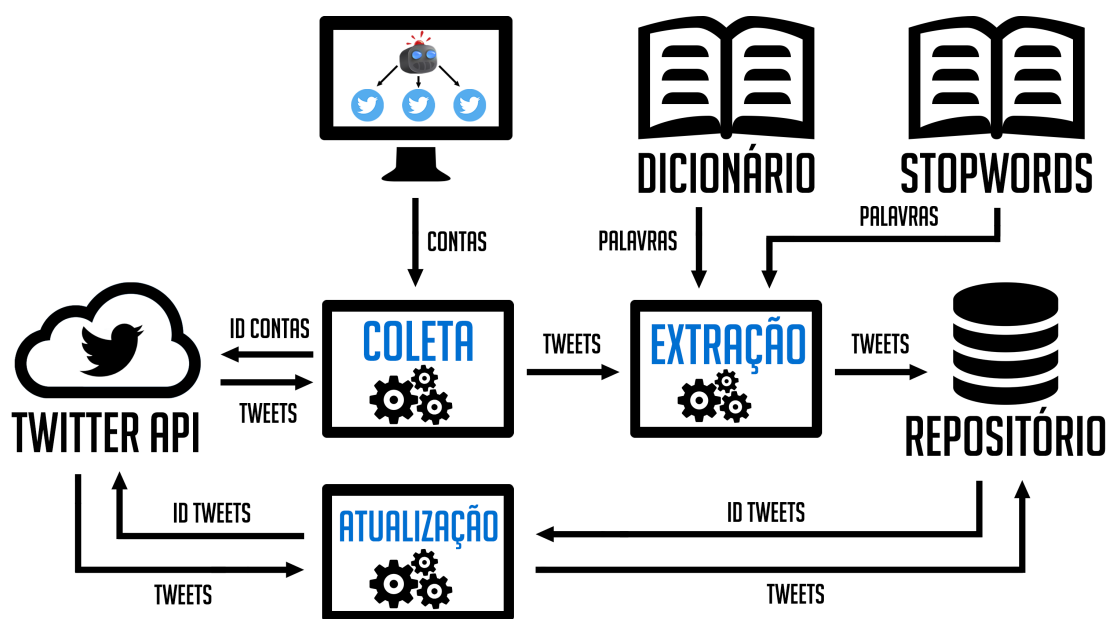 DICIONÁRIO
STOPWORDS
CONTAS
PALAVRAS
PALAVRAS
ID CONTAS
COLETA
TWEETS
EXTRAÇÃO
TWEETS
TWEETS
TWITTER API
REPOSITÓRIO
ID TWEETS
ATUALIZAÇÃO
ID TWEETS
TWEETS
TWEETS